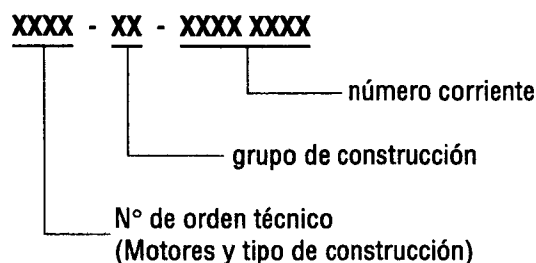 XXXX - XX - XXXX XXXX
número corriente
grupo de construcción
N° de orden técnico
(Motores y tipo de construcción)